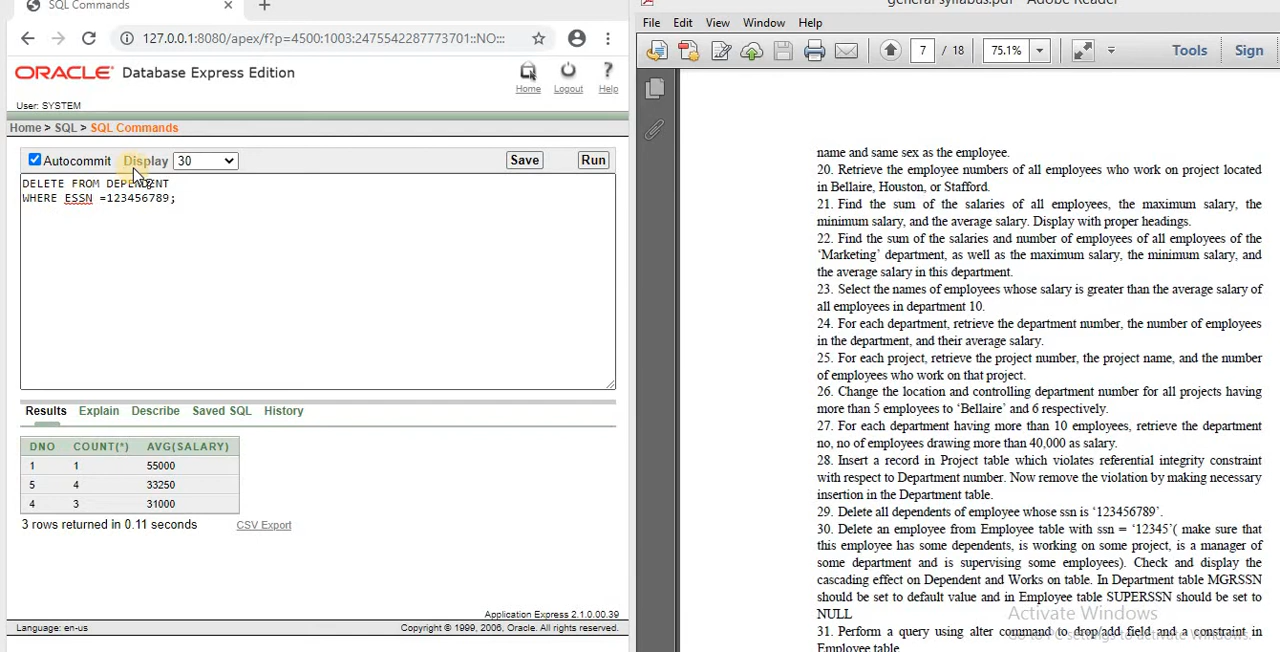 SQL Commands
127.0.0.1:8080/apex/f?p=4500:1003:2475542287773701::NO:::
ORACLE Database Express Edition
Home Logout Help
User: SYSTEM
Home > SQL > SQL Commands
Autocommit Display 30 Save Run
DELETE FROM DEPENDENT
WHERE ESSN =123456789;
Results Explain Describe Saved SQL History
DNO COUNT(*) AVG(SALARY)
1 1 55000
5 4 33250
4 3 31000
3 rows returned in 0.11 seconds CSV Export
Application Express 2.1.0.00.39
Language: en-us Copyright © 1999, 2006, Oracle. All rights reserved.
general syllabus.pdf - Adobe Reader
File Edit View Window Help
7 / 18 75.1% Tools Sign
name and same sex as the employee.
20. Retrieve the employee numbers of all employees who work on project located
in Bellaire, Houston, or Stafford.
21. Find the sum of the salaries of all employees, the maximum salary, the
minimum salary, and the average salary. Display with proper headings.
22. Find the sum of the salaries and number of employees of all employees of the
‘Marketing’ department, as well as the maximum salary, the minimum salary, and
the average salary in this department.
23. Select the names of employees whose salary is greater than the average salary of
all employees in department 10.
24. For each department, retrieve the department number, the number of employees
in the department, and their average salary.
25. For each project, retrieve the project number, the project name, and the number
of employees who work on that project.
26. Change the location and controlling department number for all projects having
more than 5 employees to ‘Bellaire’ and 6 respectively.
27. For each department having more than 10 employees, retrieve the department
no, no of employees drawing more than 40,000 as salary.
28. Insert a record in Project table which violates referential integrity constraint
with respect to Department number. Now remove the violation by making necessary
insertion in the Department table.
29. Delete all dependents of employee whose ssn is ‘123456789’.
30. Delete an employee from Employee table with ssn = ‘12345’( make sure that
this employee has some dependents, is working on some project, is a manager of
some department and is supervising some employees). Check and display the
cascading effect on Dependent and Works on table. In Department table MGRSSN
should be set to default value and in Employee table SUPERSSN should be set to
NULL
Activate Windows
31. Perform a query using alter command to drop/add field and a constraint in
Go to PC settings to activate Windows.
Employee table